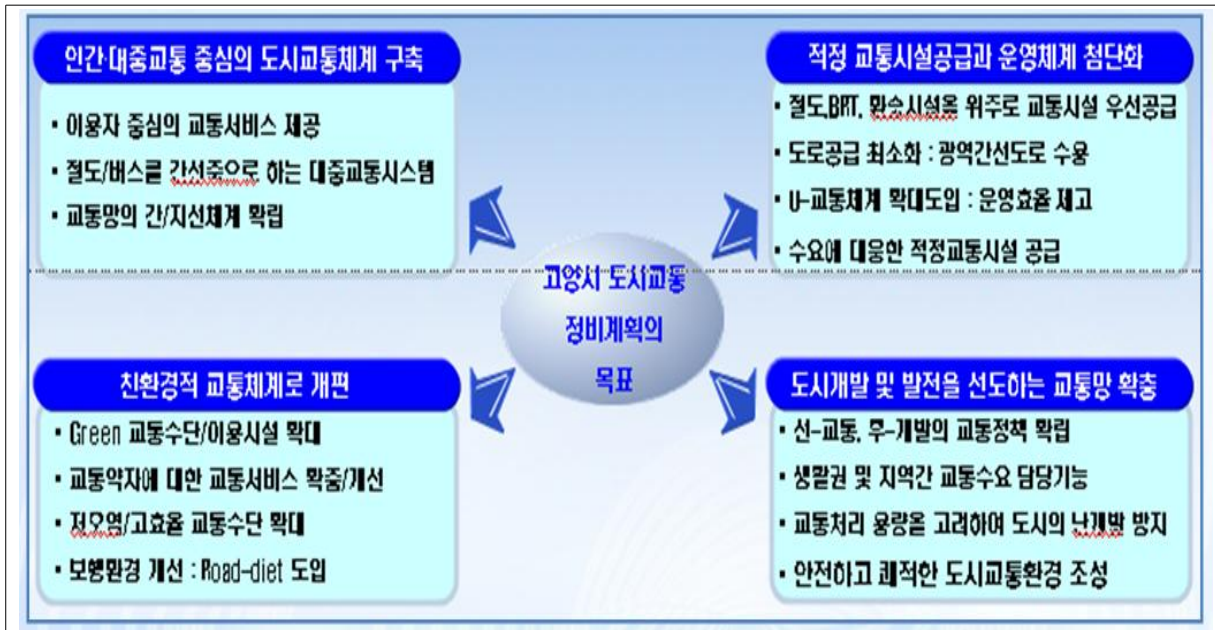 인간·대중교통 중심의 도시교통체계 구축
▪ 이용자 중심의 교통서비스 제공
▪ 철도/버스를 간선축으로 하는 대중교통시스템
▪ 교통망의 간/지선체계 확립
적정 교통시설공급과 운영체계 첨단화
▪ 철도,BRT, 환승시설을 위주로 교통시설 우선공급
▪ 도로공급 최소화 : 광역간선도로 수용
▪ U-교통체계 확대도입 : 운영효율 제고
▪ 수요에 대응한 적정교통시설 공급
고양시 도시교통
정비계획의
목표
친환경적 교통체계로 개편
▪ Green 교통수단/이용시설 확대
▪ 교통약자에 대한 교통서비스 확충/개선
▪ 저오염/고효율 교통수단 확대
▪ 보행환경 개선 : Road-diet 도입
도시개발 및 발전을 선도하는 교통망 확충
▪ 선-교통, 후-개발의 교통정책 확립
▪ 생활권 및 지역간 교통수요 담당기능
▪ 교통처리 용량을 고려하여 도시의 난개발 방지
▪ 안전하고 쾌적한 도시교통환경 조성